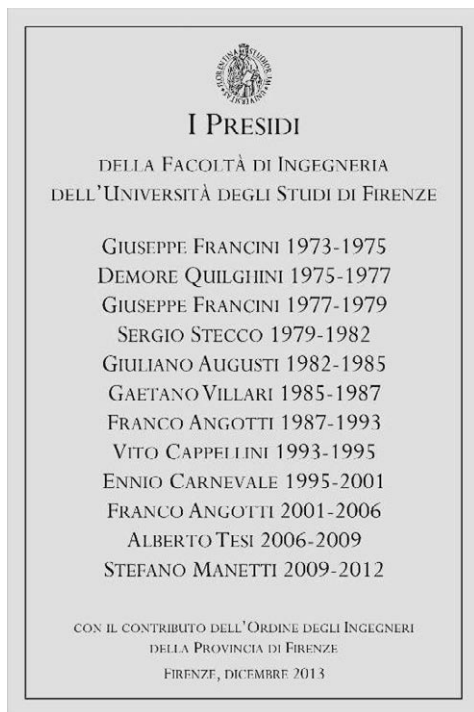 I PRESIDI
DELLA FACOLTÀ DI INGEGNERIA
DELL'UNIVERSITÀ DEGLI STUDI DI FIRENZE
GIUSEPPE FRANCINI 1973-1975
DEMORE QUILGHINI 1975-1977
GIUSEPPE FRANCINI 1977-1979
SERGIO STECCO 1979-1982
GIULIANO AUGUSTI 1982-1985
GAETANO VILLARI 1985-1987
FRANCO ANGOTTI 1987-1993
VITO CAPPELLINI 1993-1995
ENNIO CARNEVALE 1995-2001
FRANCO ANGOTTI 2001-2006
ALBERTO TESI 2006-2009
STEFANO MANETTI 2009-2012
CON IL CONTRIBUTO DELL'ORDINE DEGLI INGEGNERI
DELLA PROVINCIA DI FIRENZE
FIRENZE, DICEMBRE 2013